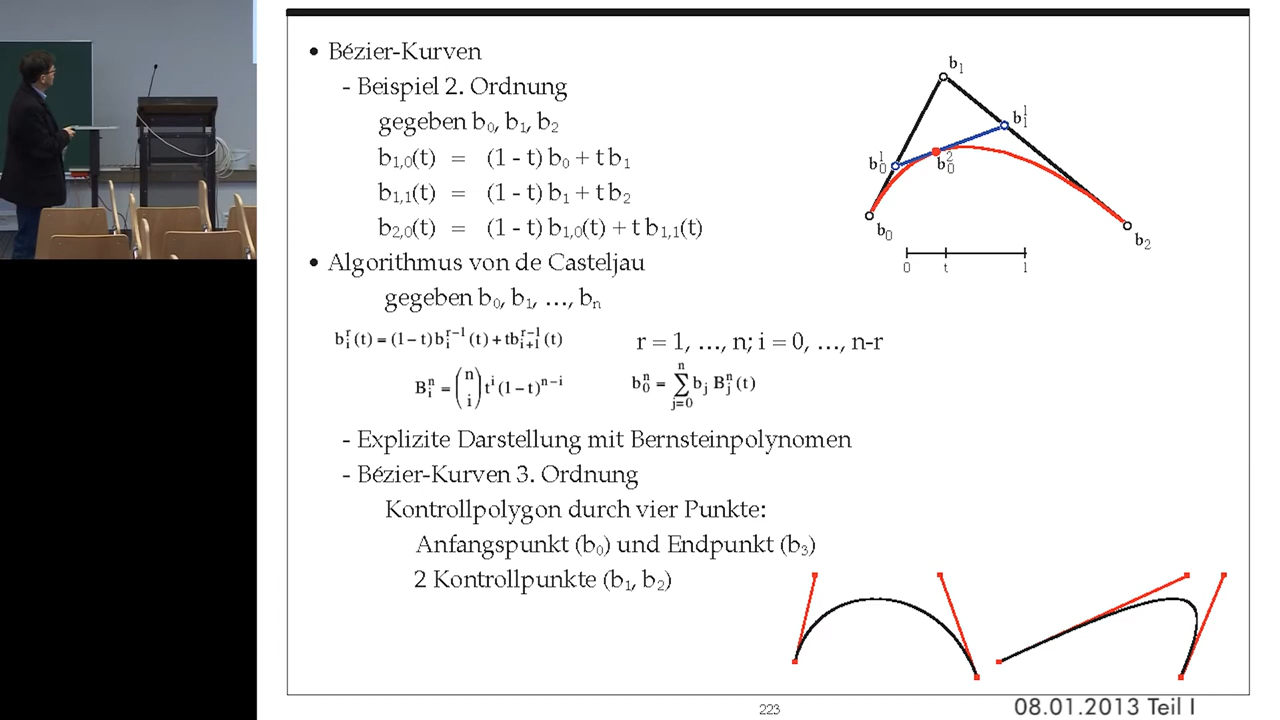 • Bézier-Kurven
- Beispiel 2. Ordnung
gegeben b₀, b₁, b₂
b₁,₀(t) = (1 - t) b₀ + t b₁
b₁,₁(t) = (1 - t) b₁ + t b₂
b₂,₀(t) = (1 - t) b₁,₀(t) + t b₁,₁(t)
b₁
b₁¹
b₀¹
b₀²
b₀
b₂
0 t 1
• Algorithmus von de Casteljau
gegeben b₀, b₁, …, bₙ
bᵢʳ(t) = (1−t)bᵢʳ⁻¹(t) + tbᵢ₊₁ʳ⁻¹(t) r = 1, …, n; i = 0, …, n-r
Bᵢⁿ = (n i) tⁱ(1−t)ⁿ⁻ⁱ b₀ⁿ = ∑ⱼ₌₀ⁿ bⱼ Bⱼⁿ(t)
- Explizite Darstellung mit Bernsteinpolynomen
- Bézier-Kurven 3. Ordnung
Kontrollpolygon durch vier Punkte:
Anfangspunkt (b₀) und Endpunkt (b₃)
2 Kontrollpunkte (b₁, b₂)
223
08.01.2013 Teil I